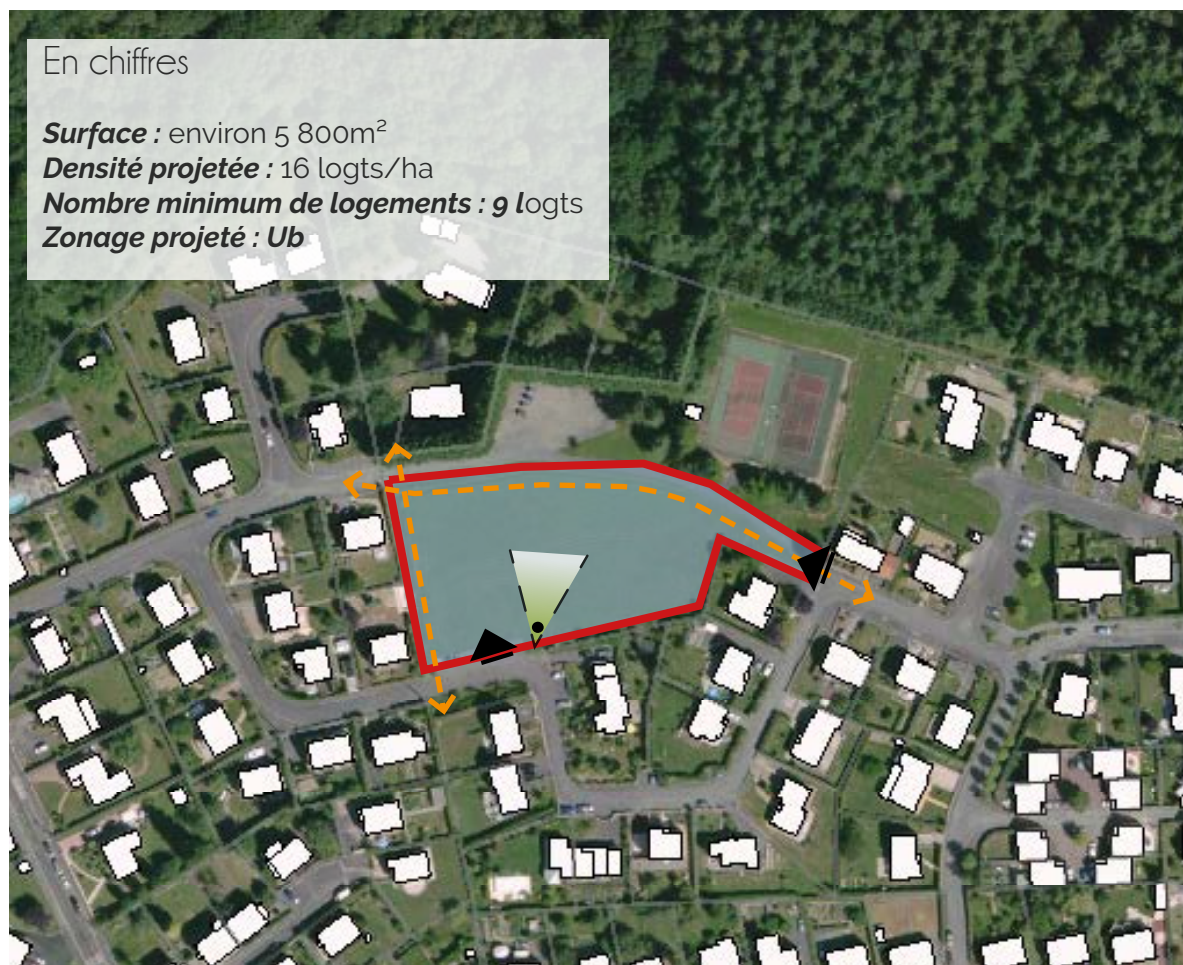 En chiffres
Surface : environ 5 800m²
Densité projetée : 16 logts/ha
Nombre minimum de logements : 9 logts
Zonage projeté : Ub